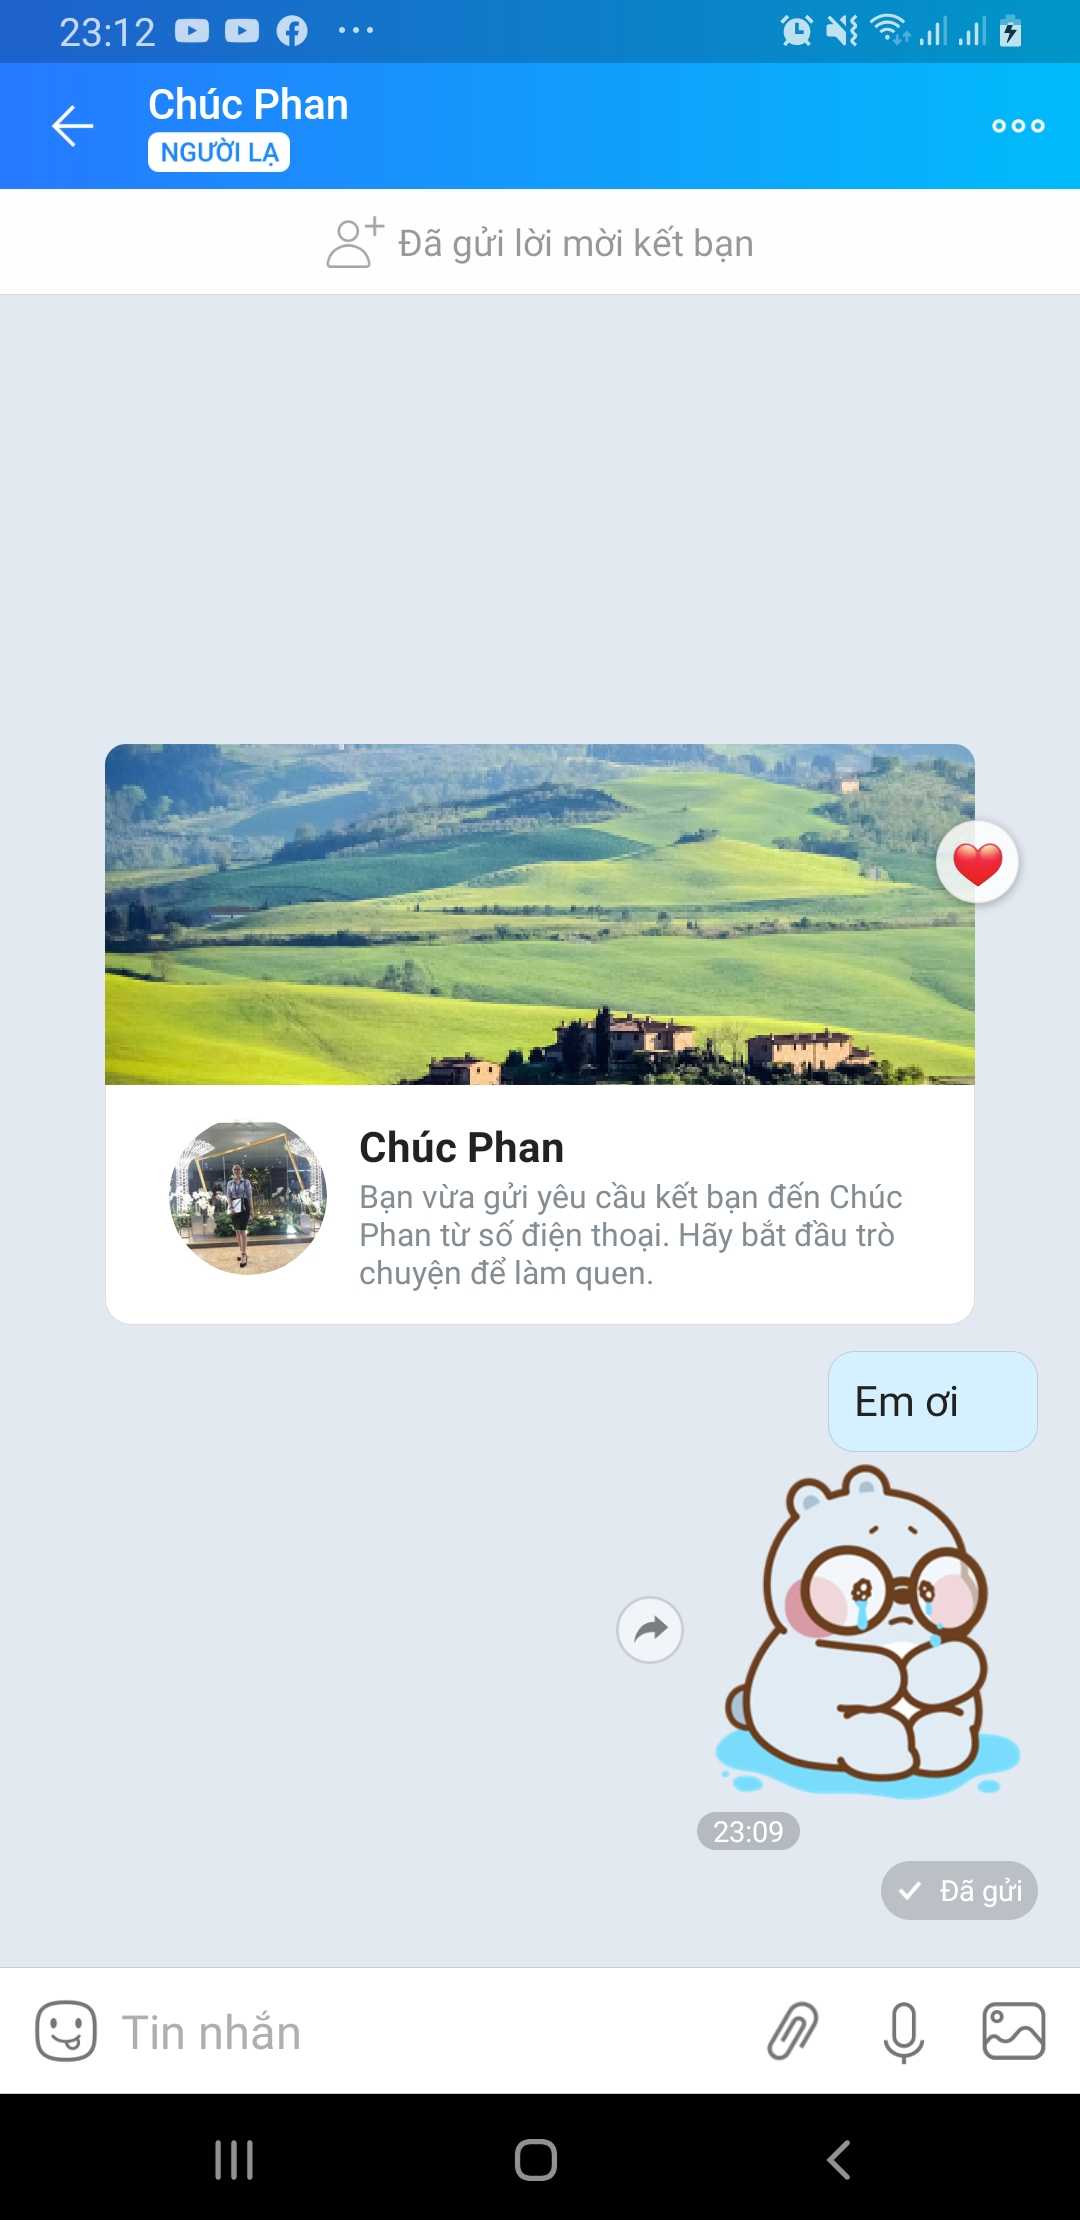 23:12
Chúc Phan
NGƯỜI LẠ
Đã gửi lời mời kết bạn
Chúc Phan
Bạn vừa gửi yêu cầu kết bạn đến Chúc
Phan từ số điện thoại. Hãy bắt đầu trò
chuyện để làm quen.
Em ơi
23:09
Đã gửi
Tin nhắn